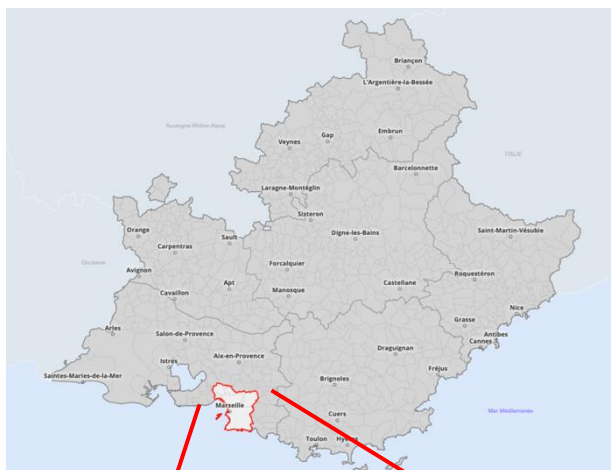 Briançon
L'Argentière-la-Bessée
Auvergne-Rhône-Alpes
Embrun
Gap
Veynes
ITALIE
Barcelonnette
Laragne-Montéglin
Sisteron
Orange
Saint-Martin-Vésubie
Digne-les-Bains
Sault
Carpentras
Occitanie
Forcalquier
Avignon
Roquestéron
Apt
Castellane
Manosque
Cavaillon
Nice
Grasse
Arles
Antibes
Salon-de-Provence
Cannes
Draguignan
Aix-en-Provence
Istres
Fréjus
Saintes-Maries-de-la-Mer
Brignoles
Marseille
Mer Méditerranée
Cuers
Toulon